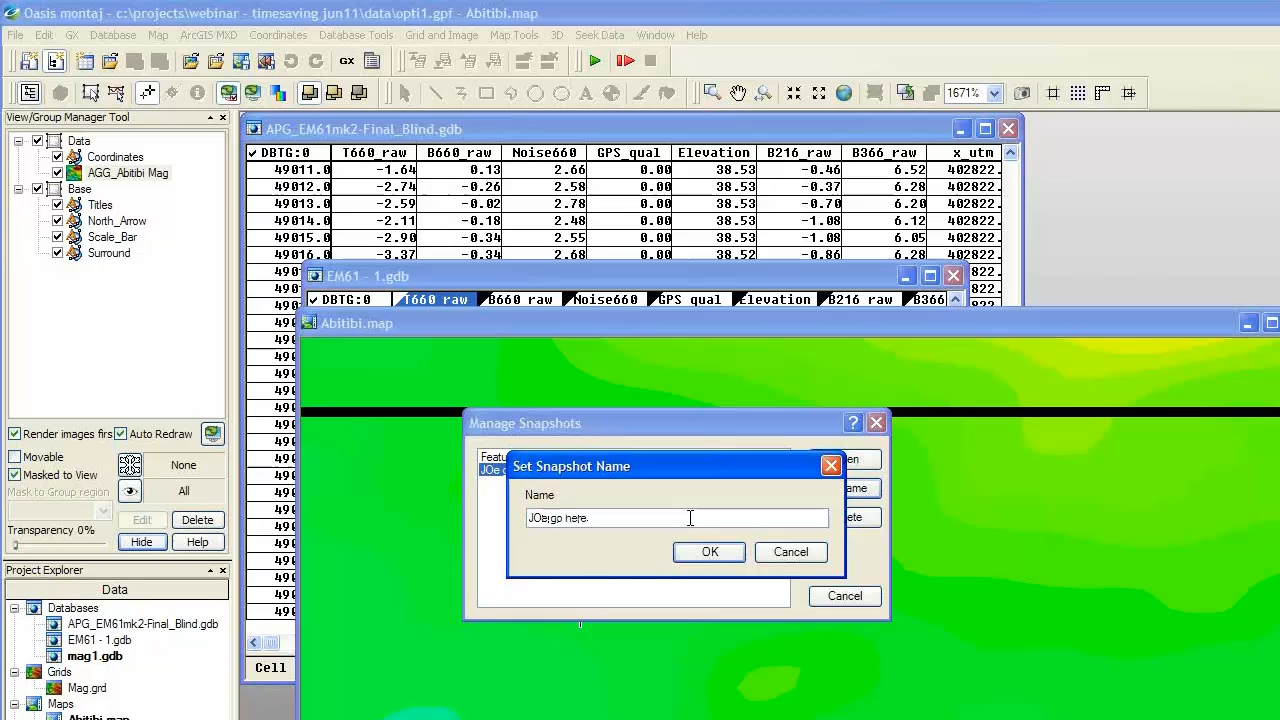 Oasis montaj - c:\projects\webinar - timesaving jun11\data\opti1.gpf - Abitibi.map
File Edit GX Database Map ArcGIS MXD Coordinates Database Tools Grid and Image Map Tools 3D Seek Data Window Help
GX
1671%
View/Group Manager Tool
Data
Coordinates
AGG_Abitibi Mag
Base
Titles
North_Arrow
Scale_Bar
Surround
Render images firs Auto Redraw
Movable None
Masked to View
Mask to Group region All
Transparency 0% Edit Delete
Hide Help
Project Explorer
Data
Databases
APG_EM61mk2-Final_Blind.gdb
EM61 - 1.gdb
mag1.gdb
Grids
Mag.grd
Maps
Abitibi.map
APG_EM61mk2-Final_Blind.gdb
DBTG:0 T660_raw B660_raw Noise660 GPS_qual Elevation B216_raw B366_raw x_utm
49011.0 -1.64 0.13 2.66 0.00 38.53 -0.46 6.52 402822.
49012.0 -2.74 -0.26 2.58 0.00 38.53 -0.37 6.28 402822.
49013.0 -2.59 -0.02 2.78 0.00 38.53 -0.70 6.20 402822.
49014.0 -2.11 -0.18 2.48 0.00 38.53 -1.08 6.12 402822.
49015.0 -2.90 -0.34 2.55 0.00 38.53 -1.08 6.05 402822.
49016.0 -3.37 -0.34 2.68 0.00 38.53 -0.86 6.28 402822.
EM61 - 1.gdb
DBTG:0 T660_raw B660_raw Noise660 GPS_qual Elevation B216_raw B366
Abitibi.map
Cell
Manage Snapshots
Cancel
Set Snapshot Name
Name
OK Cancel